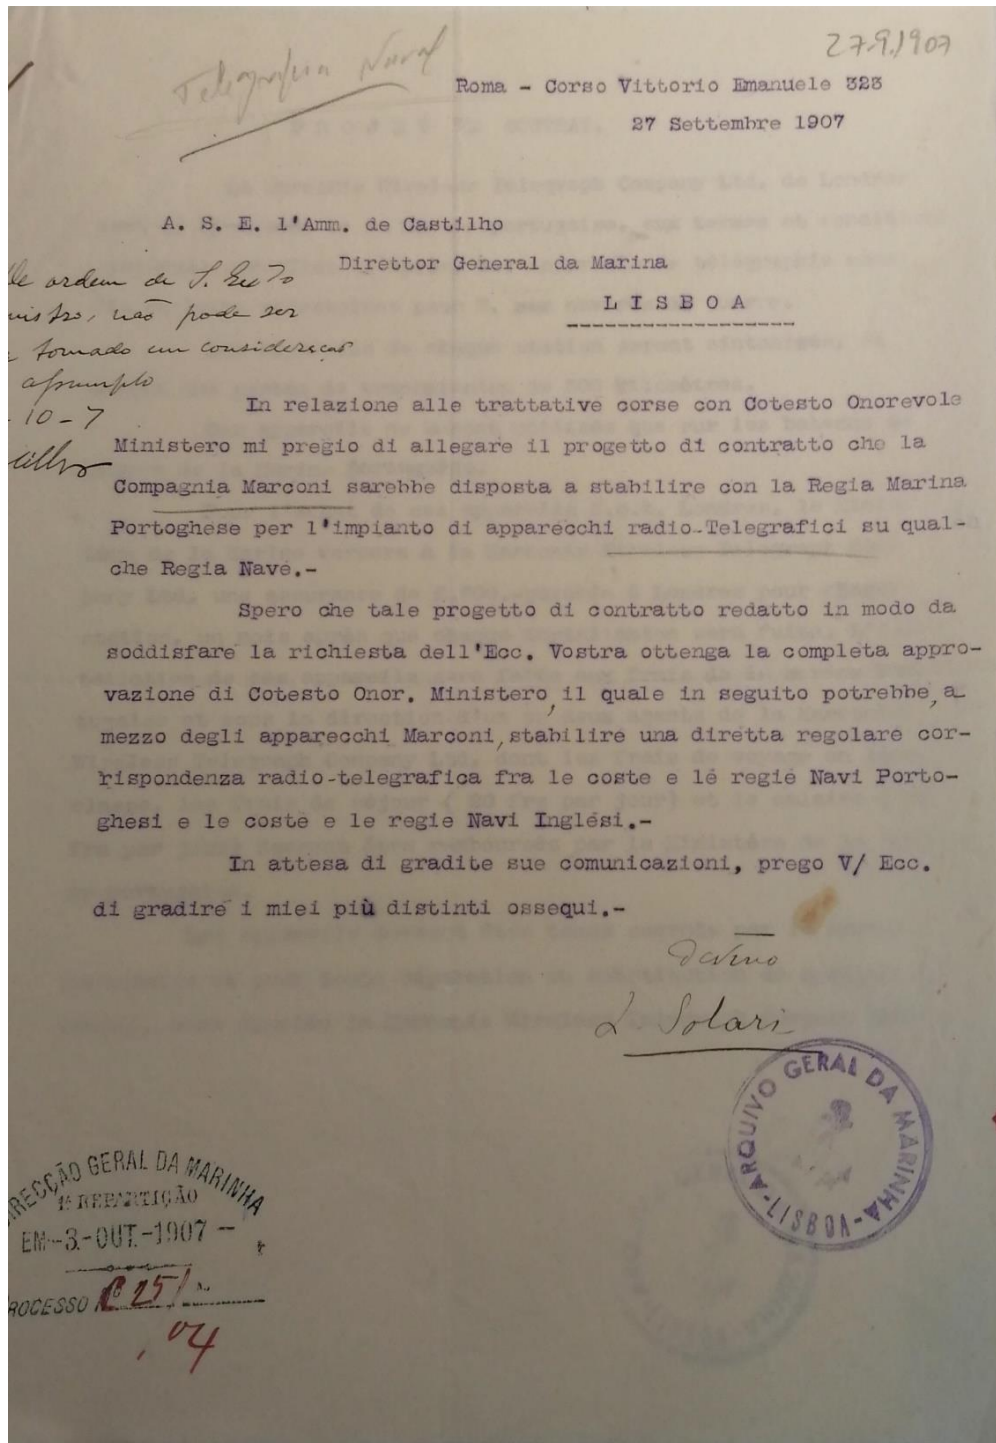 27.9.1907
Telegrafia Naval
Roma - Corso Vittorio Emanuele 323
27 Settembre 1907
A. S. E. l'Amm. de Castilho
Direttor General da Marina
LISBOA
De ordem de S. Exª o
ministro, não pode ser
tomado em consideração
assumpto
-10-7
In relazione alle trattative corse con Cotesto Onorevole
Ministero mi pregio di allegare il progetto di contratto che la
Compagnia Marconi sarebbe disposta a stabilire con la Regia Marina
Portoghese per l'impianto di apparecchi radio-Telegrafici su qual-
che Regia Nave.-
Spero che tale progetto di contratto redatto in modo da
soddisfare la richiesta dell'Ecc. Vostra ottenga la completa appro-
vazione di Cotesto Onor. Ministero, il quale in seguito potrebbe, a
mezzo degli apparecchi Marconi, stabilire una diretta regolare cor-
rispondenza radio-telegrafica fra le coste e le regie Navi Porto-
ghesi e le coste e le regie Navi Inglesi.-
In attesa di gradite sue comunicazioni, prego V/ Ecc.
di gradire i miei più distinti ossequi.-
L Solari
ARQUIVO GERAL DA MARINHA
-LISBOA-
DIRECÇÃO GERAL DA MARINHA
1ª REPARTIÇÃO
EM -3.-OUT.-1907 -
PROCESSO